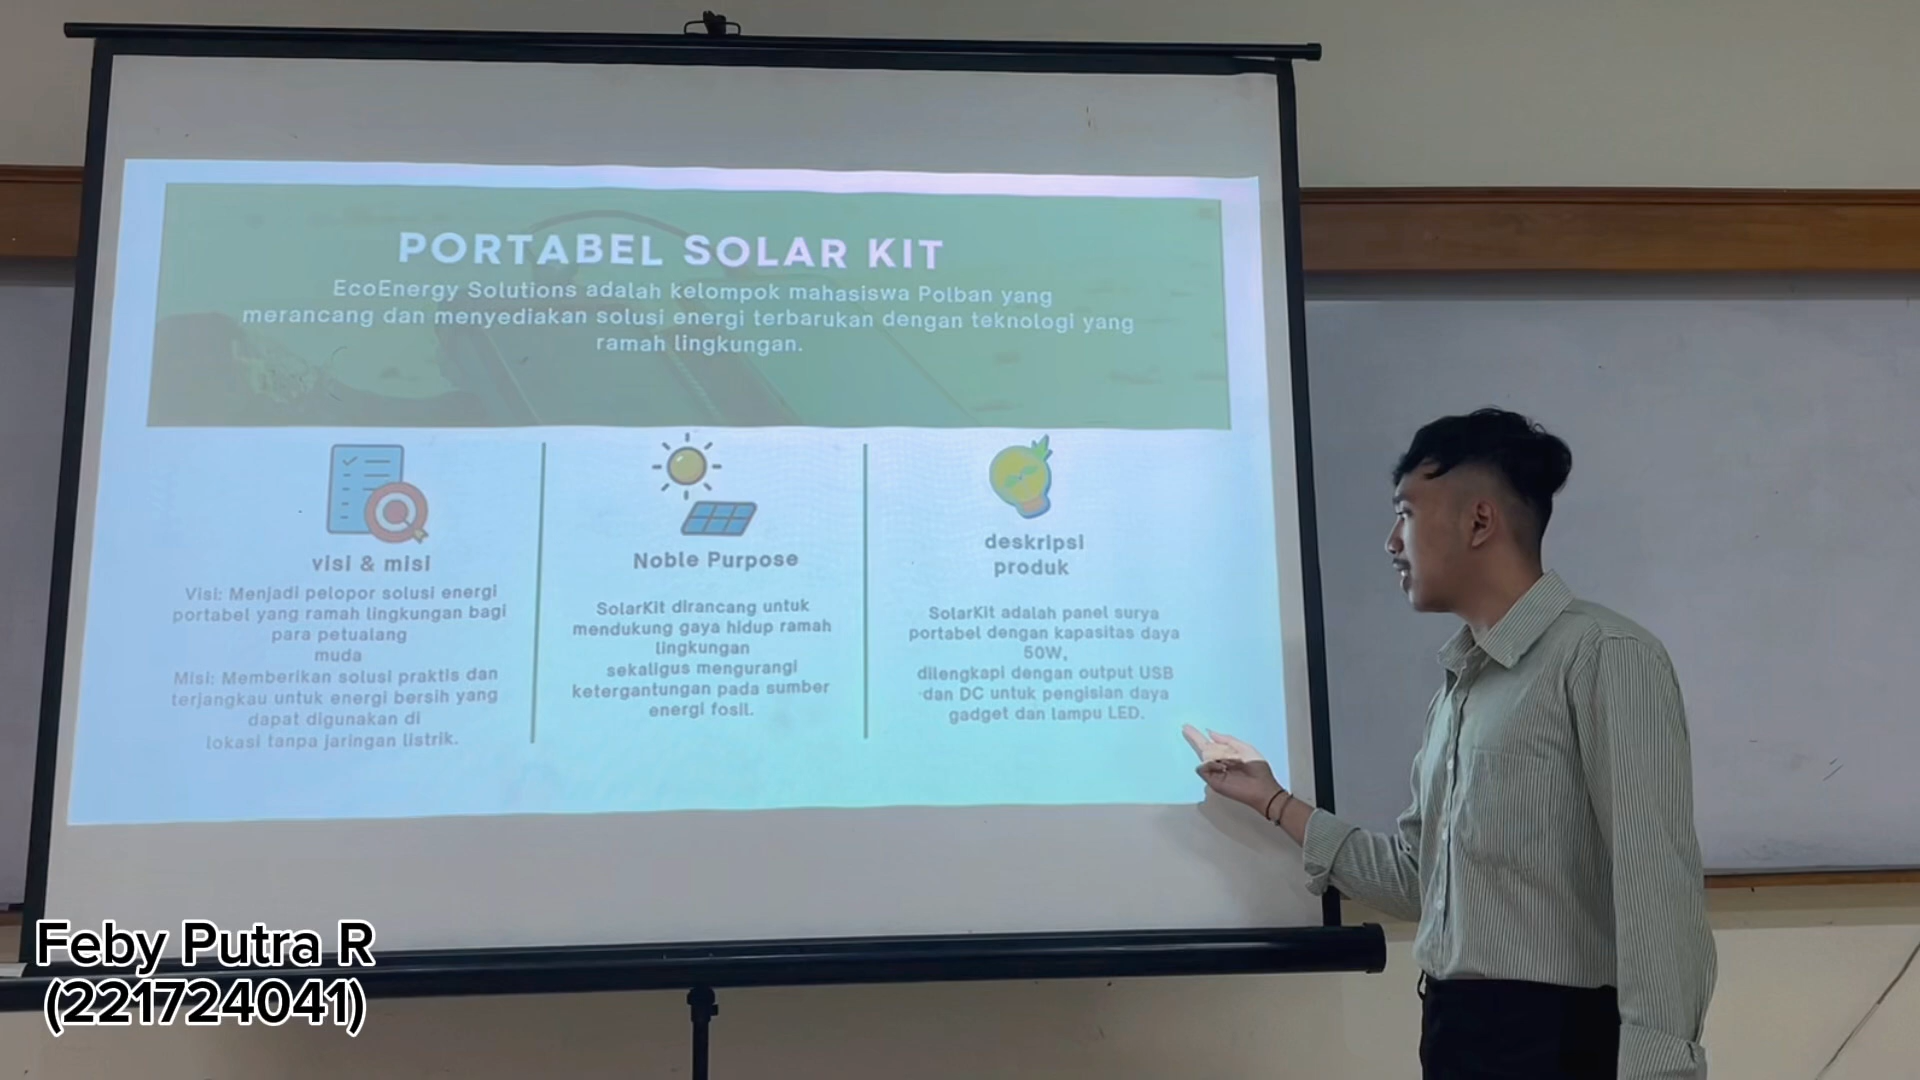 PORTABEL SOLAR KIT
EcoEnergy Solutions adalah kelompok mahasiswa Polban yang
merancang dan menyediakan solusi energi terbarukan dengan teknologi yang
ramah lingkungan.
visi & misi
Visi: Menjadi pelopor solusi energi
portabel yang ramah lingkungan bagi
para petualang
muda
Misi: Memberikan solusi praktis dan
terjangkau untuk energi bersih yang
dapat digunakan di
lokasi tanpa jaringan listrik.
Noble Purpose
SolarKit dirancang untuk
mendukung gaya hidup ramah
lingkungan
sekaligus mengurangi
ketergantungan pada sumber
energi fosil.
deskripsi
produk
SolarKit adalah panel surya
portabel dengan kapasitas daya
50W,
dilengkapi dengan output USB
dan DC untuk pengisian daya
gadget dan lampu LED.
Feby Putra R
(221724041)